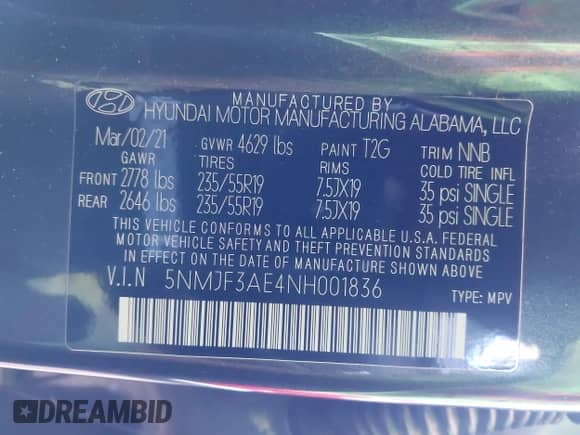 MANUFACTURED BY
HYUNDAI MOTOR MANUFACTURING ALABAMA, LLC
Mar/02/21 GVWR 4629 lbs PAINT T2G TRIM NNB
GAWR TIRES RIMS COLD TIRE INFL
FRONT 2778 lbs 235/55R19 7.5JX19 35 psi SINGLE
REAR 2646 lbs 235/55R19 7.5JX19 35 psi SINGLE
THIS VEHICLE CONFORMS TO ALL APPLICABLE U.S.A. FEDERAL
MOTOR VEHICLE SAFETY AND THEFT PREVENTION STANDARDS
IN EFFECT ON THE DATE OF MANUFACTURE SHOWN ABOVE.
V.I.N 5NMJF3AE4NH001836
TYPE: MPV
DREAMBID